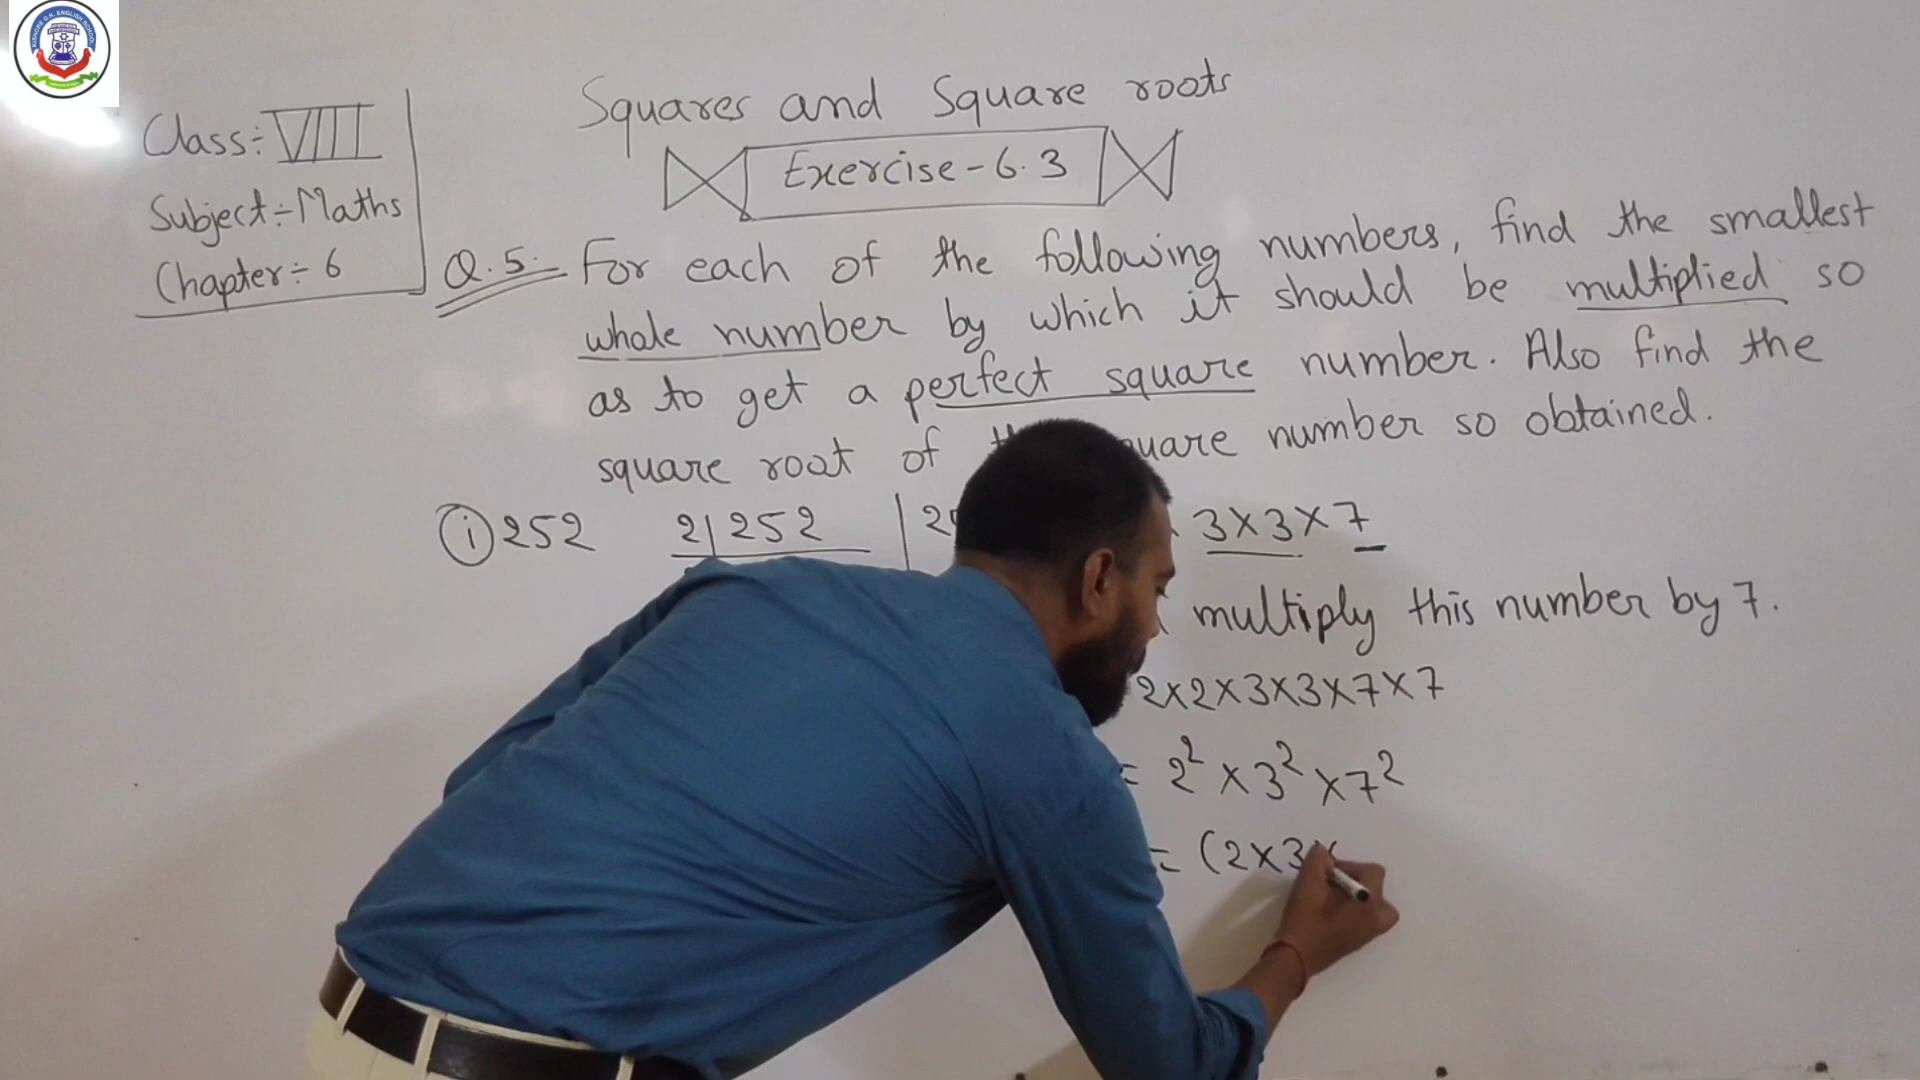 Squares and Square roots
Class:- VIII
Exercise-6.3
Subject:- Maths
Chapter:- 6
Q.5. For each of the following numbers, find the smallest
whole number by which it should be multiplied so
as to get a perfect square number. Also find the
square root of square number so obtained.
(i) 252 2|252 3×3×7
multiply this number by 7.
2×2×3×3×7×7
= 2² × 3² × 7²
= (2×3×